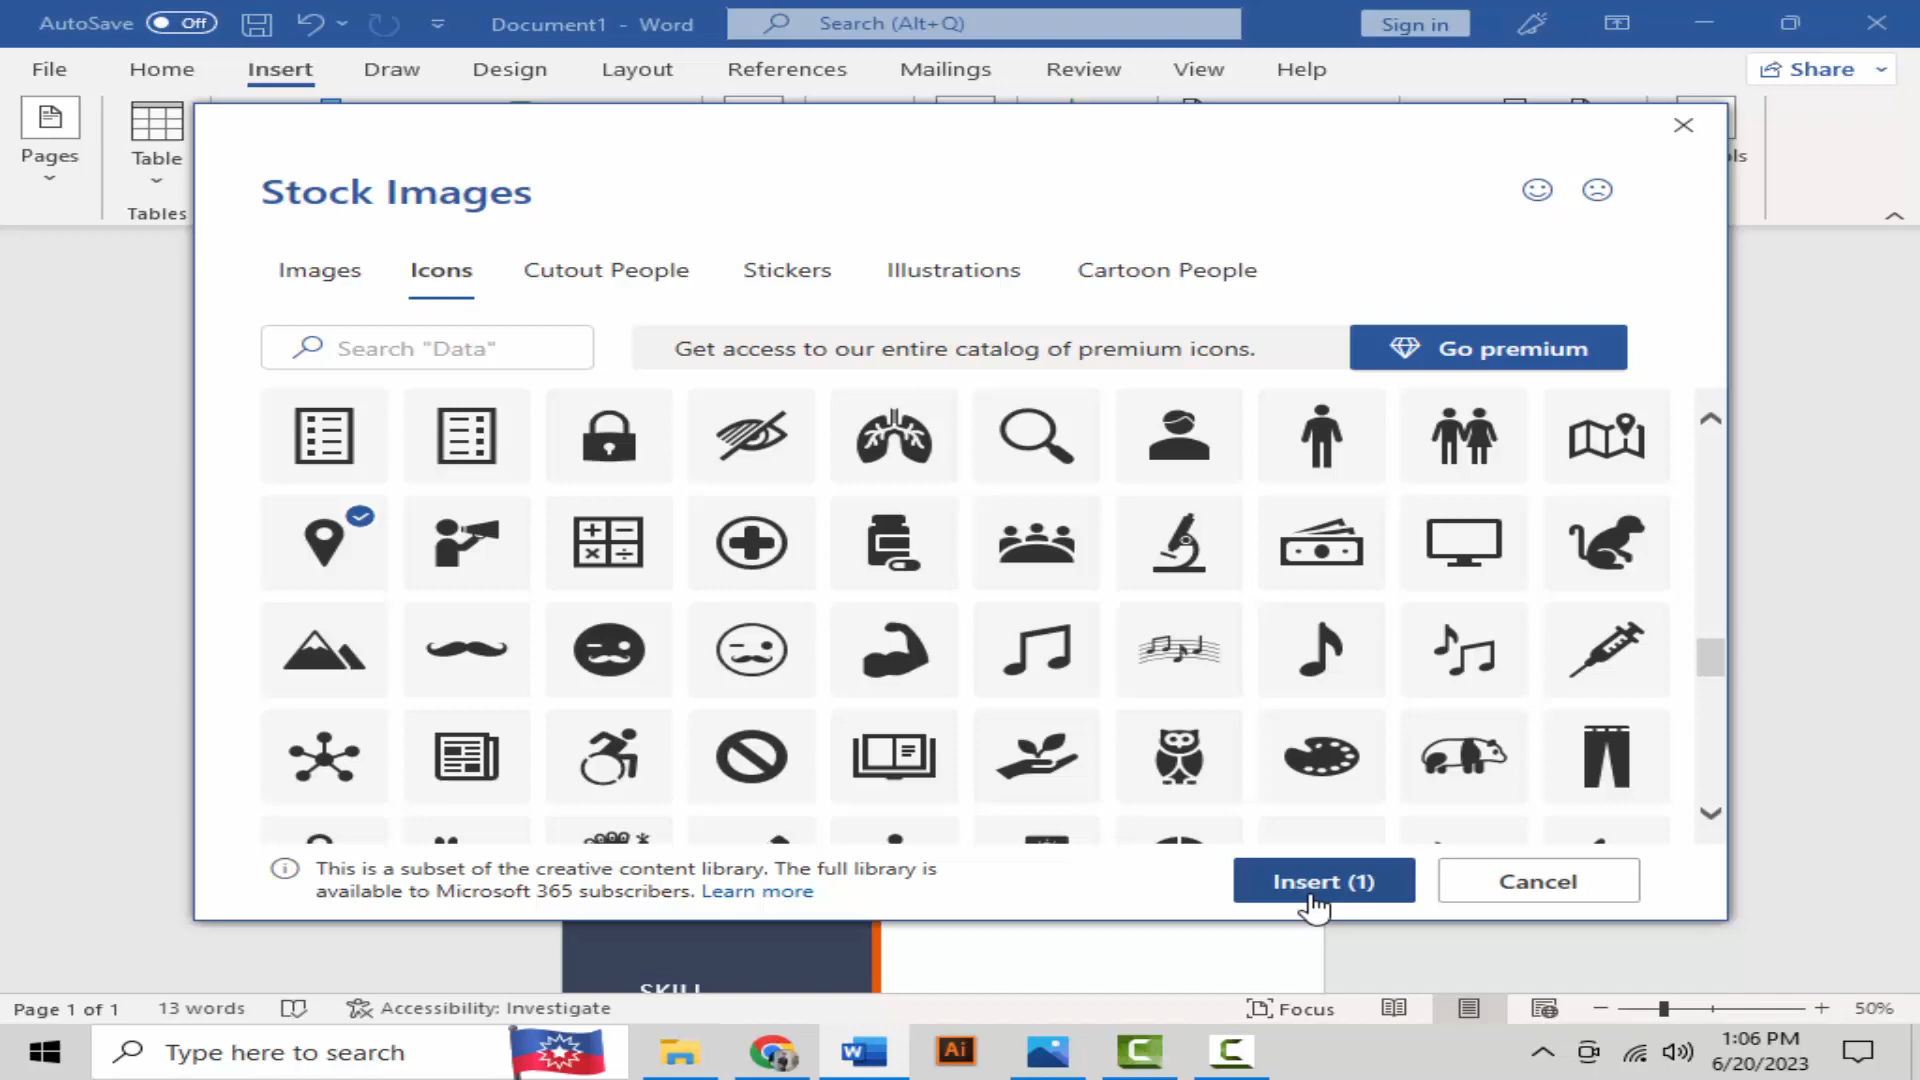 AutoSave Off Document1 - Word Search (Alt+Q) Sign in
File Home Insert Draw Design Layout References Mailings Review View Help Share
Pages Table
Tables
Stock Images
Images Icons Cutout People Stickers Illustrations Cartoon People
Search "Data" Get access to our entire catalog of premium icons. Go premium
This is a subset of the creative content library. The full library is
available to Microsoft 365 subscribers. Learn more
Insert (1) Cancel
SKILL
Page 1 of 1 13 words Accessibility: Investigate Focus 50%
Type here to search Ai 1:06 PM
6/20/2023